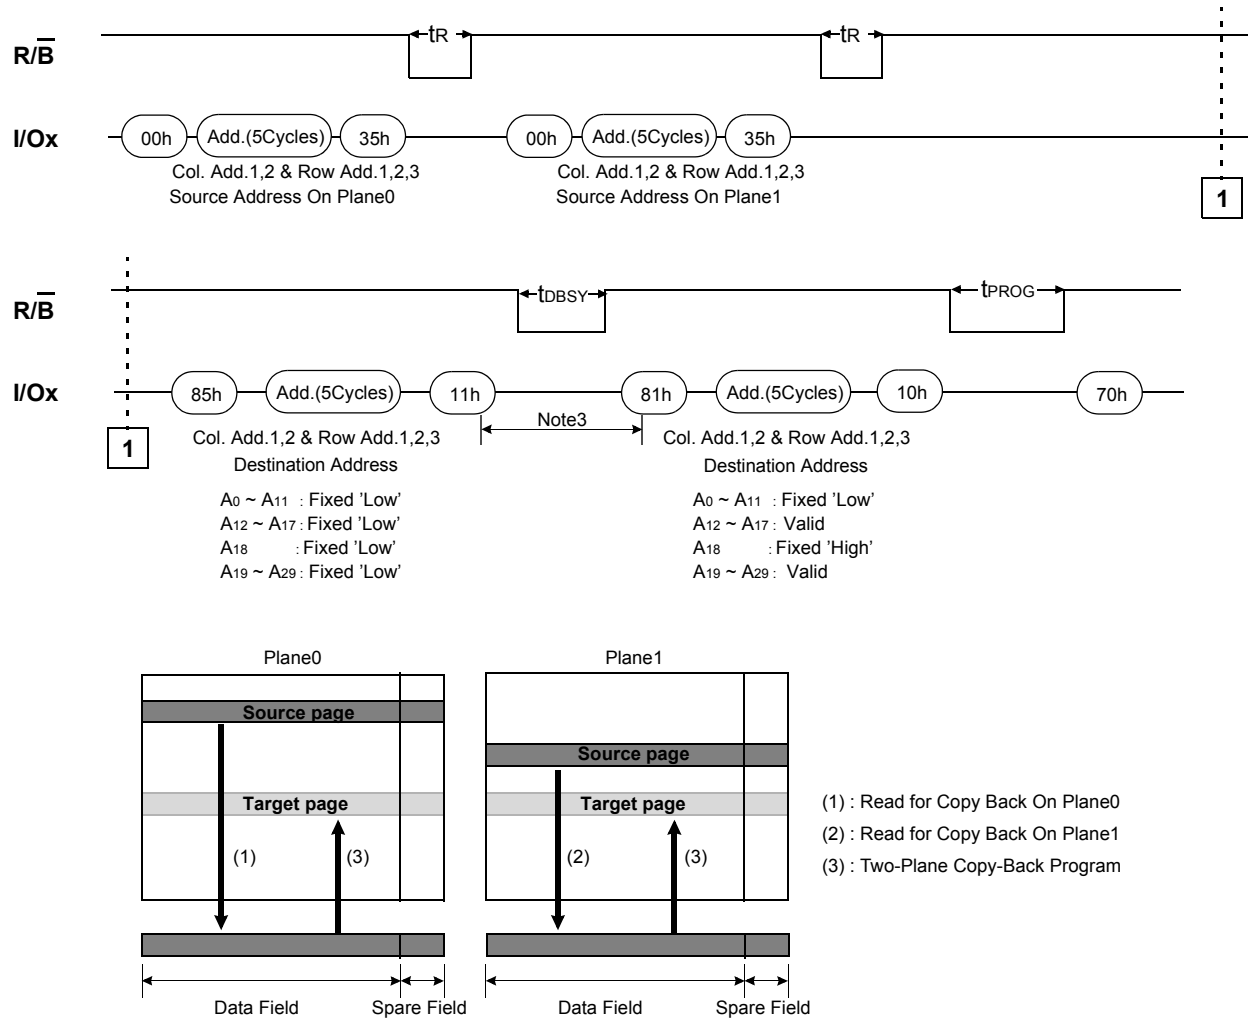 R/B tR tR
I/Ox 00h Add.(5Cycles) 35h 00h Add.(5Cycles) 35h
Col. Add.1,2 & Row Add.1,2,3 Col. Add.1,2 & Row Add.1,2,3
Source Address On Plane0 Source Address On Plane1
1
R/B tDBSY tPROG
I/Ox 85h Add.(5Cycles) 11h 81h Add.(5Cycles) 10h 70h
Note3
1
Col. Add.1,2 & Row Add.1,2,3 Col. Add.1,2 & Row Add.1,2,3
Destination Address Destination Address
A0 ~ A11 : Fixed 'Low' A0 ~ A11 : Fixed 'Low'
A12 ~ A17 : Fixed 'Low' A12 ~ A17 : Valid
A18 : Fixed 'Low' A18 : Fixed 'High'
A19 ~ A29 : Fixed 'Low' A19 ~ A29 : Valid
Plane0 Plane1
Source page
Source page
Target page Target page
(1) : Read for Copy Back On Plane0
(2) : Read for Copy Back On Plane1
(3) : Two-Plane Copy-Back Program
(1) (3) (2) (3)
Data Field Spare Field Data Field Spare Field